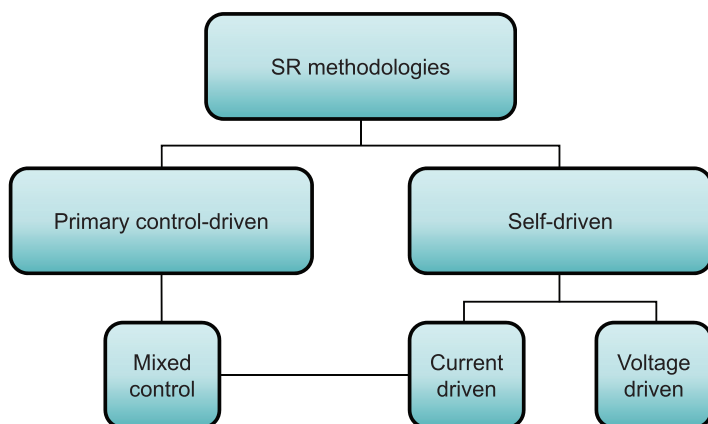 SR methodologies
Primary control-driven
Self-driven
Mixed
control
Current
driven
Voltage
driven